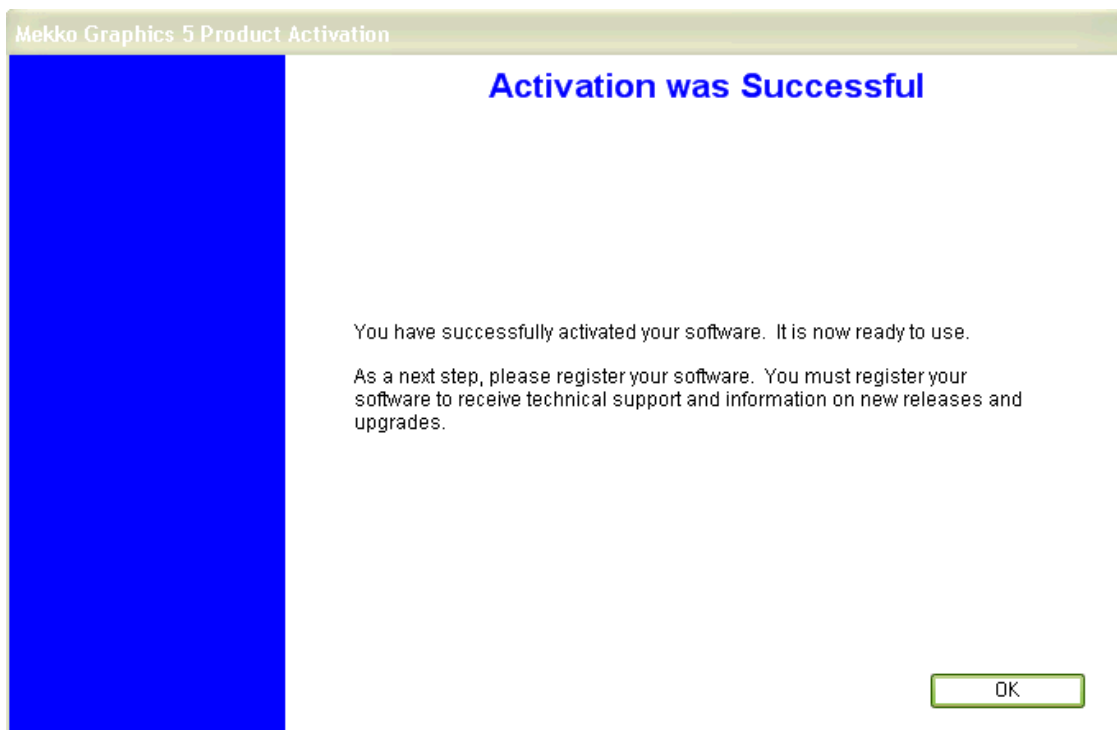 Mekko Graphics 5 Product Activation
Activation was Successful
You have successfully activated your software.  It is now ready to use.
As a next step, please register your software.  You must register your
software to receive technical support and information on new releases and
upgrades.
OK